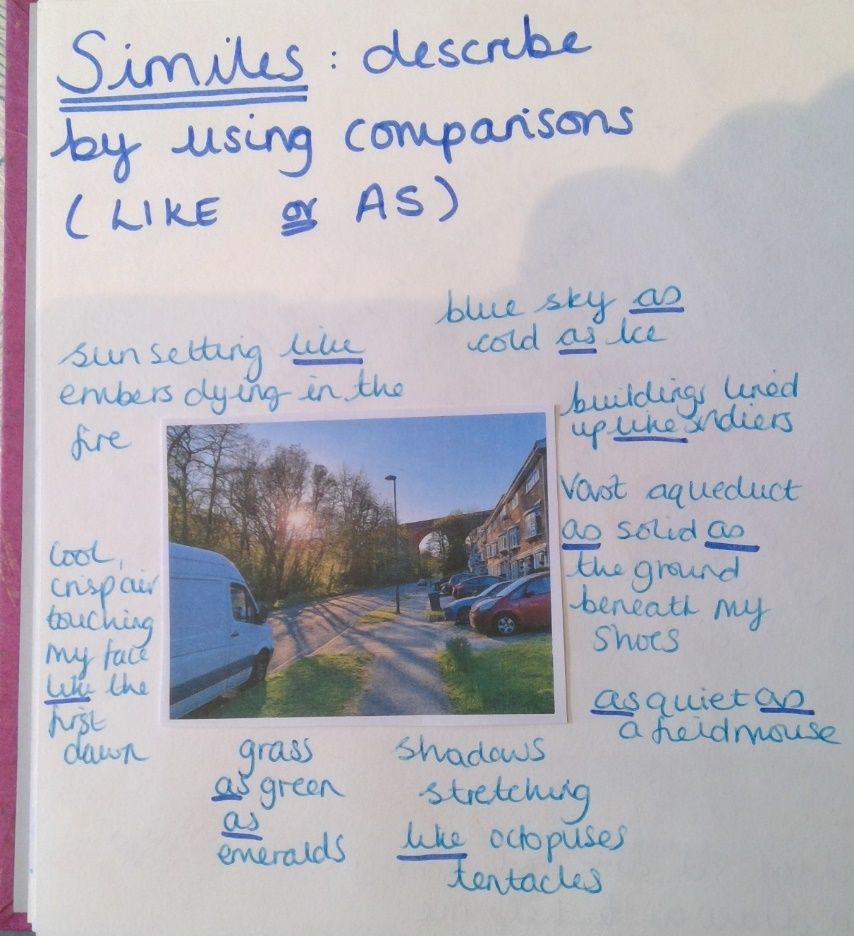 Similes : describe
by using comparisons
(LIKE or AS)
blue sky as
cold as Ice
sun setting like
embers dying in the
fire
buildings lined
up like soldiers
Vast aqueduct
as solid as
the ground
beneath my
shoes
Cool,
crisp air
touching
my face
like the
first
dawn
as quiet as
a fieldmouse
grass
as green
as
emeralds
shadows
stretching
like octopuses
tentacles